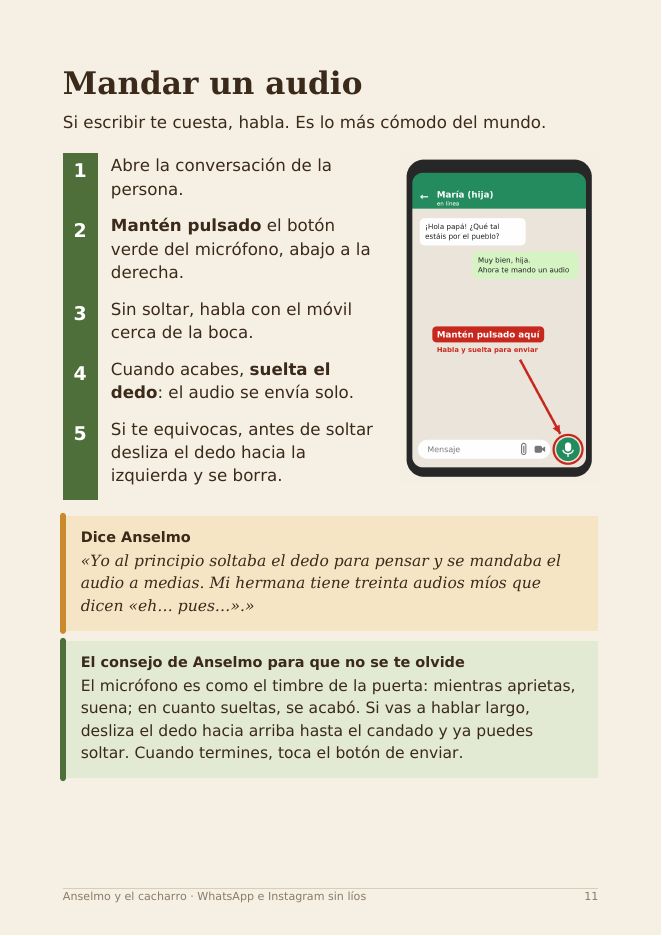 Mandar un audio
Si escribir te cuesta, habla. Es lo más cómodo del mundo.
1
Abre la conversación de la
persona.
2
Mantén pulsado el botón
verde del micrófono, abajo a la
derecha.
3
Sin soltar, habla con el móvil
cerca de la boca.
4
Cuando acabes, suelta el
dedo: el audio se envía solo.
5
Si te equivocas, antes de soltar
desliza el dedo hacia la
izquierda y se borra.
← María (hija)
en línea
¡Hola papá! ¿Qué tal
estáis por el pueblo?
Muy bien, hija.
Ahora te mando un audio
Mantén pulsado aquí
Habla y suelta para enviar
Mensaje
Dice Anselmo
«Yo al principio soltaba el dedo para pensar y se mandaba el
audio a medias. Mi hermana tiene treinta audios míos que
dicen «eh… pues…».»
El consejo de Anselmo para que no se te olvide
El micrófono es como el timbre de la puerta: mientras aprietas,
suena; en cuanto sueltas, se acabó. Si vas a hablar largo,
desliza el dedo hacia arriba hasta el candado y ya puedes
soltar. Cuando termines, toca el botón de enviar.
Anselmo y el cacharro · WhatsApp e Instagram sin líos
11